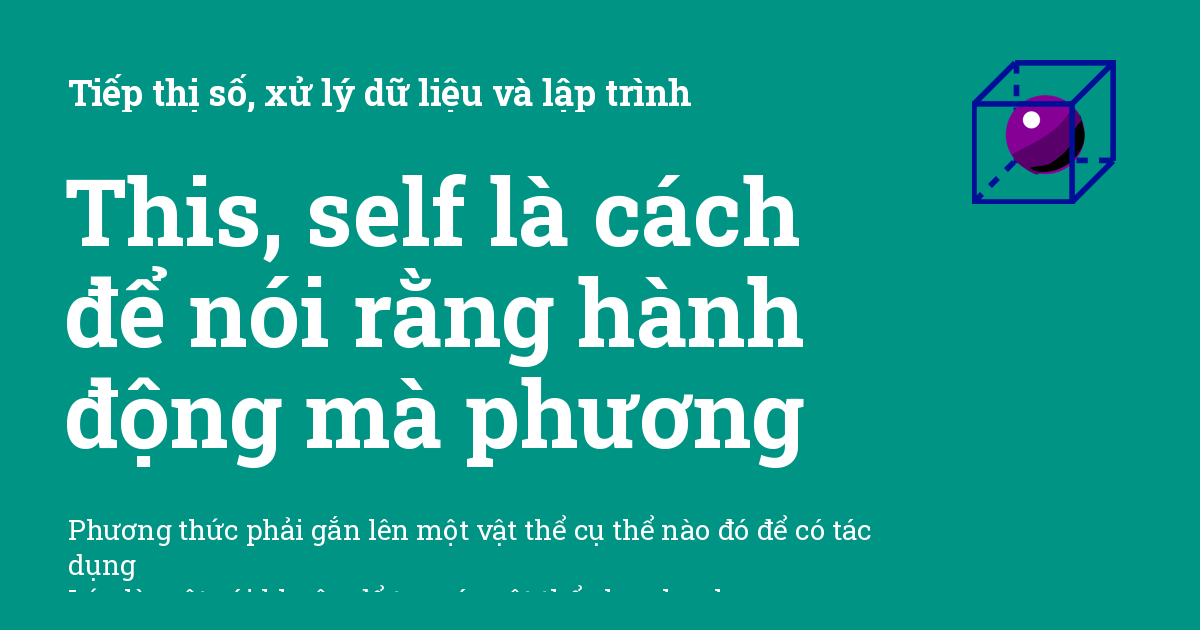 Tiếp thị số, xử lý dữ liệu và lập trình
This, self là cách
để nói rằng hành
động mà phương
Phương thức phải gắn lên một vật thể cụ thể nào đó để có tác
dụng